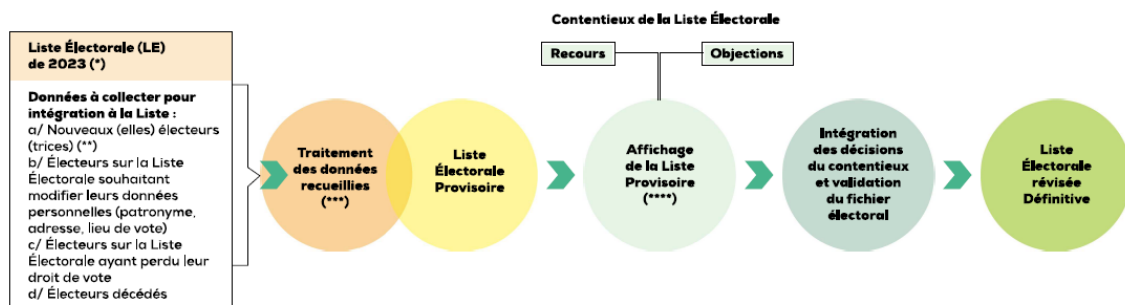 Contentieux de la Liste Électorale
Recours
Objections
Liste Électorale (LE)
de 2023 (*)
Données à collecter pour
intégration à la Liste :
a/ Nouveaux (elles) électeurs
(trices) (**)
b/ Électeurs sur la Liste
Électorale souhaitant
modifier leurs données
personnelles (patronyme,
adresse, lieu de vote)
c/ Électeurs sur la Liste
Électorale ayant perdu leur
droit de vote
d/ Électeurs décédés
Traitement
des données
recueillies
(***)
Liste
Électorale
Provisoire
Affichage
de la Liste
Provisoire
(****)
Intégration
des décisions
du contentieux
et validation
du fichier
électoral
Liste
Électorale
révisée
Définitive